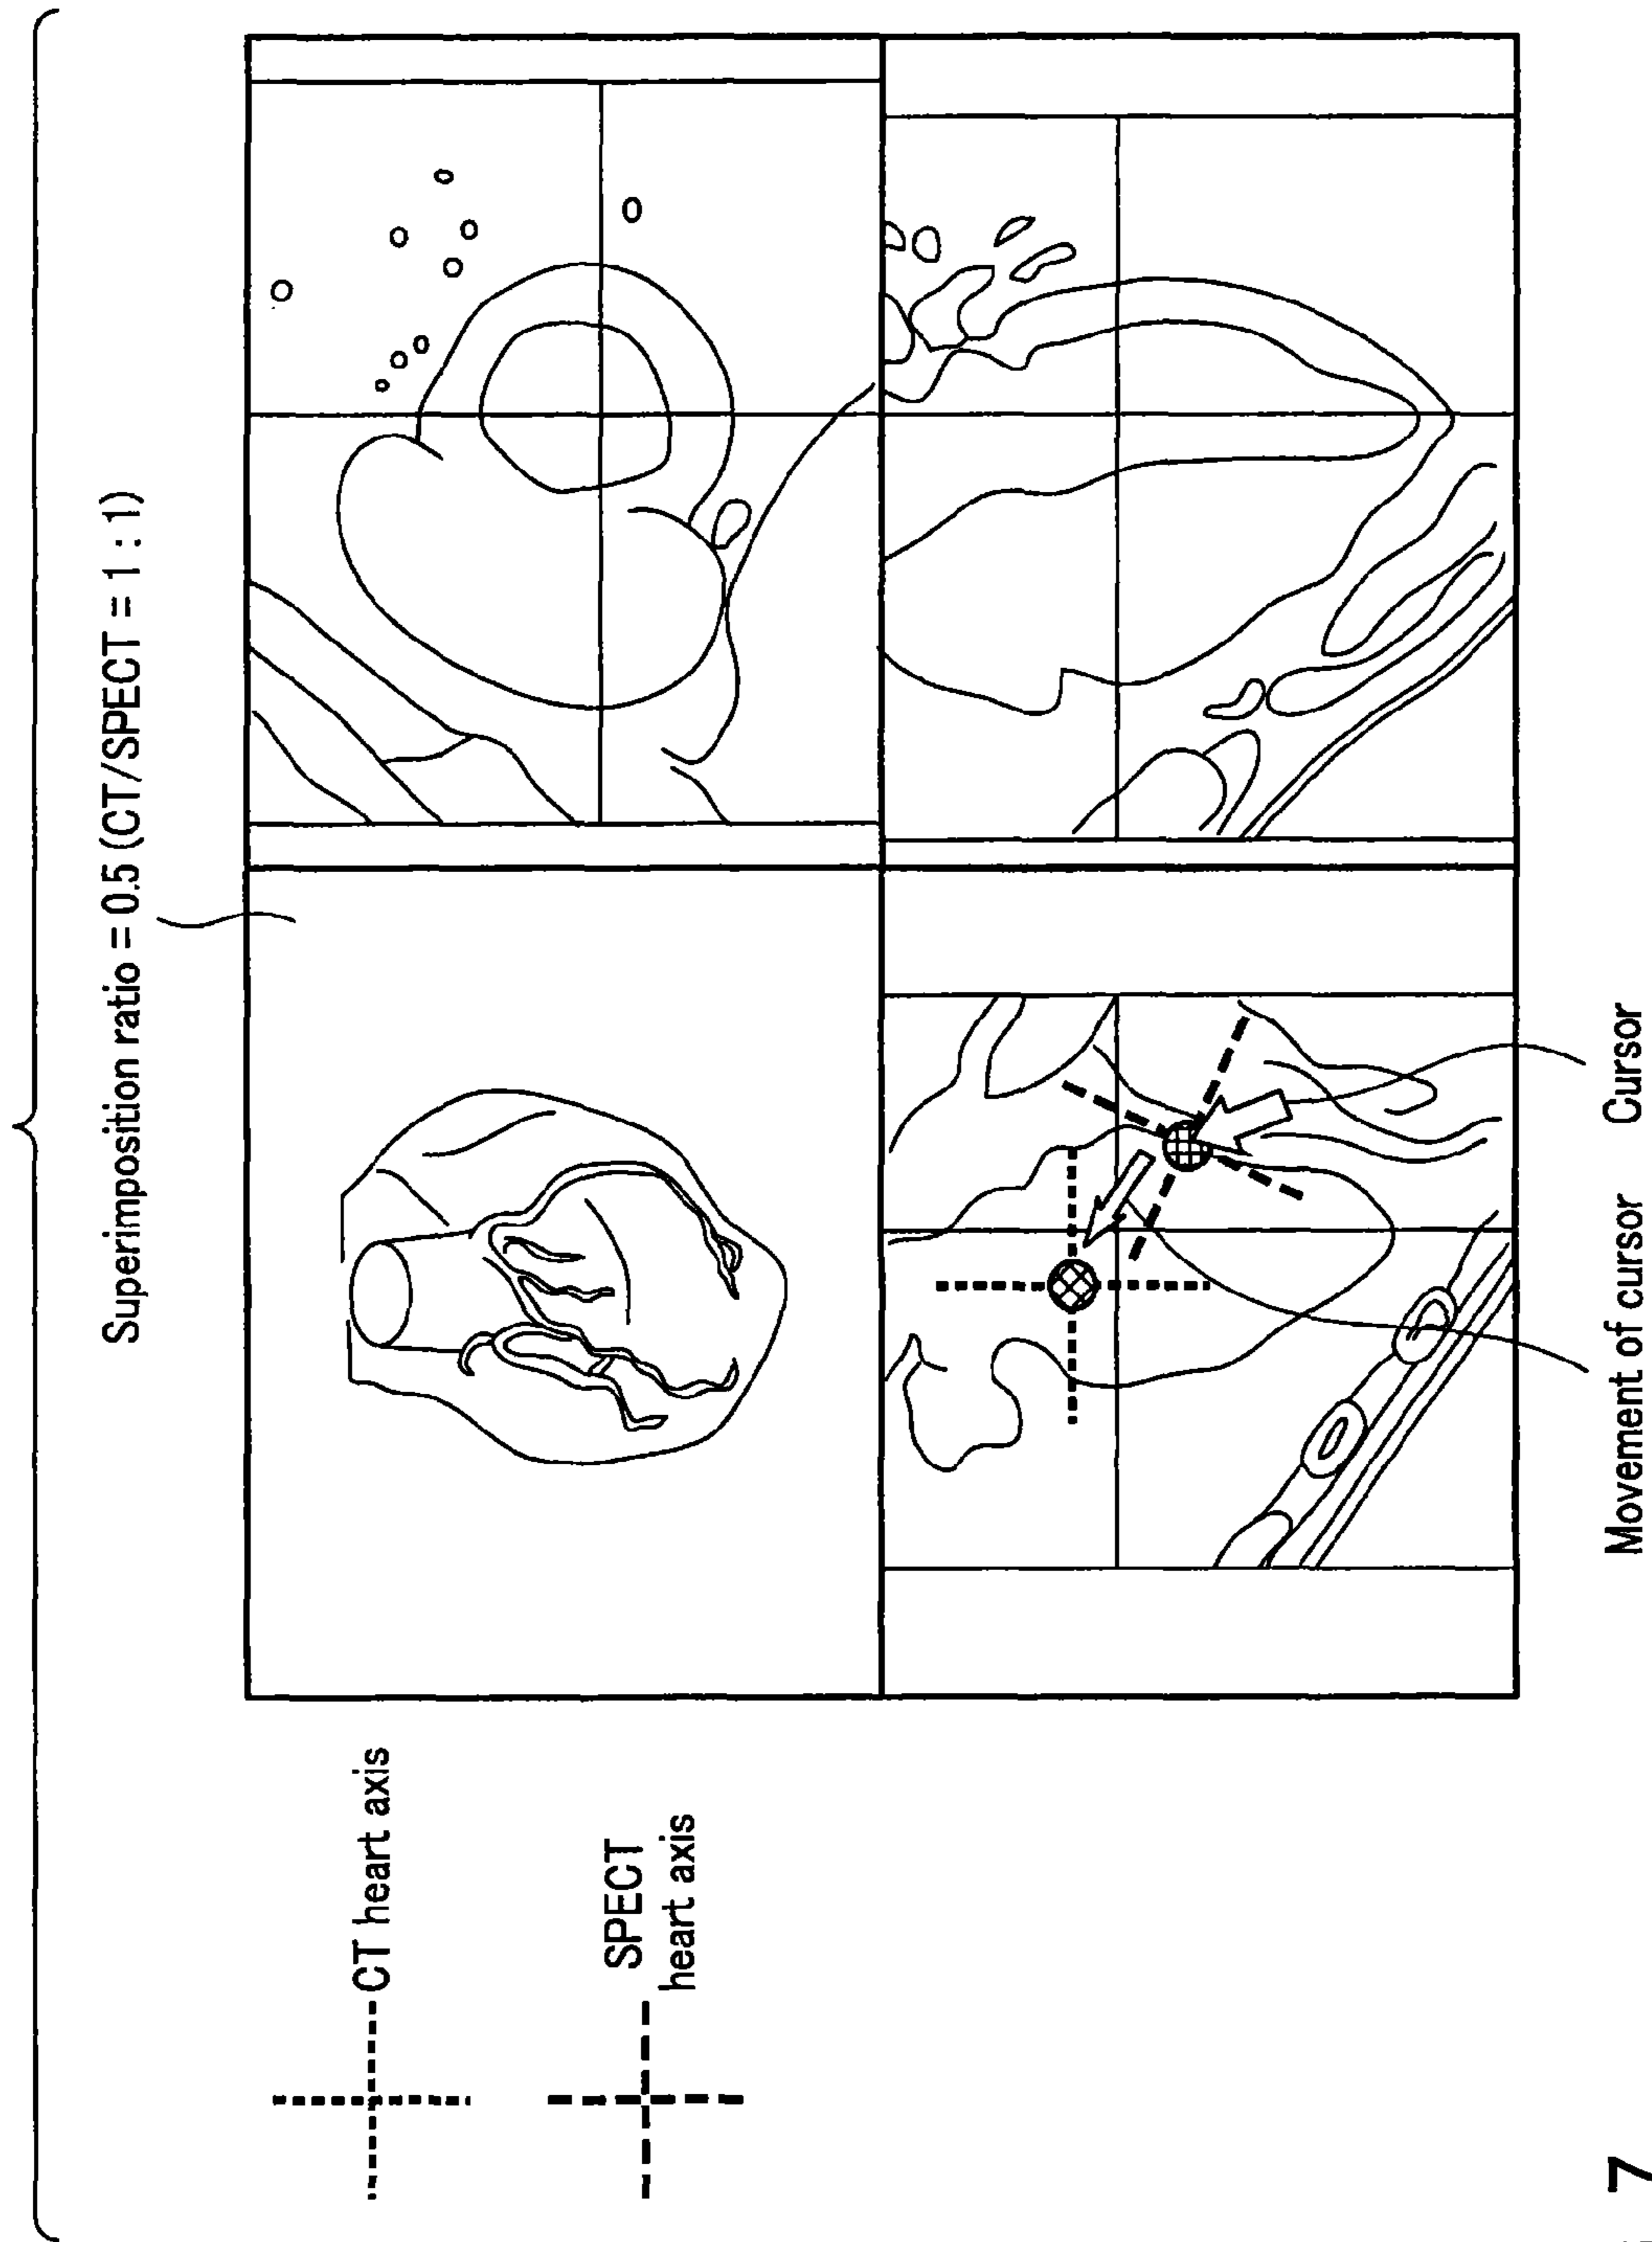 Superimposition ratio = 0.5 (CT/SPECT = 1 : 1)
CT heart axis
SPECT
heart axis
Movement of cursor
Cursor
7